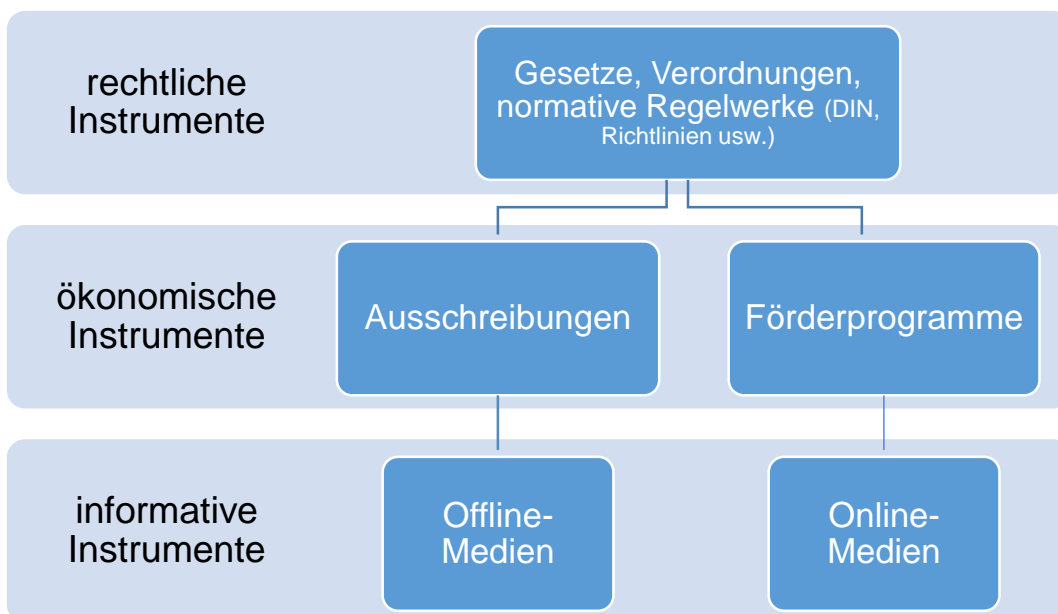 rechtliche
Instrumente
Gesetze, Verordnungen,
normative Regelwerke (DIN,
Richtlinien usw.)
ökonomische
Instrumente
Ausschreibungen
Förderprogramme
informative
Instrumente
Offline-
Medien
Online-
Medien